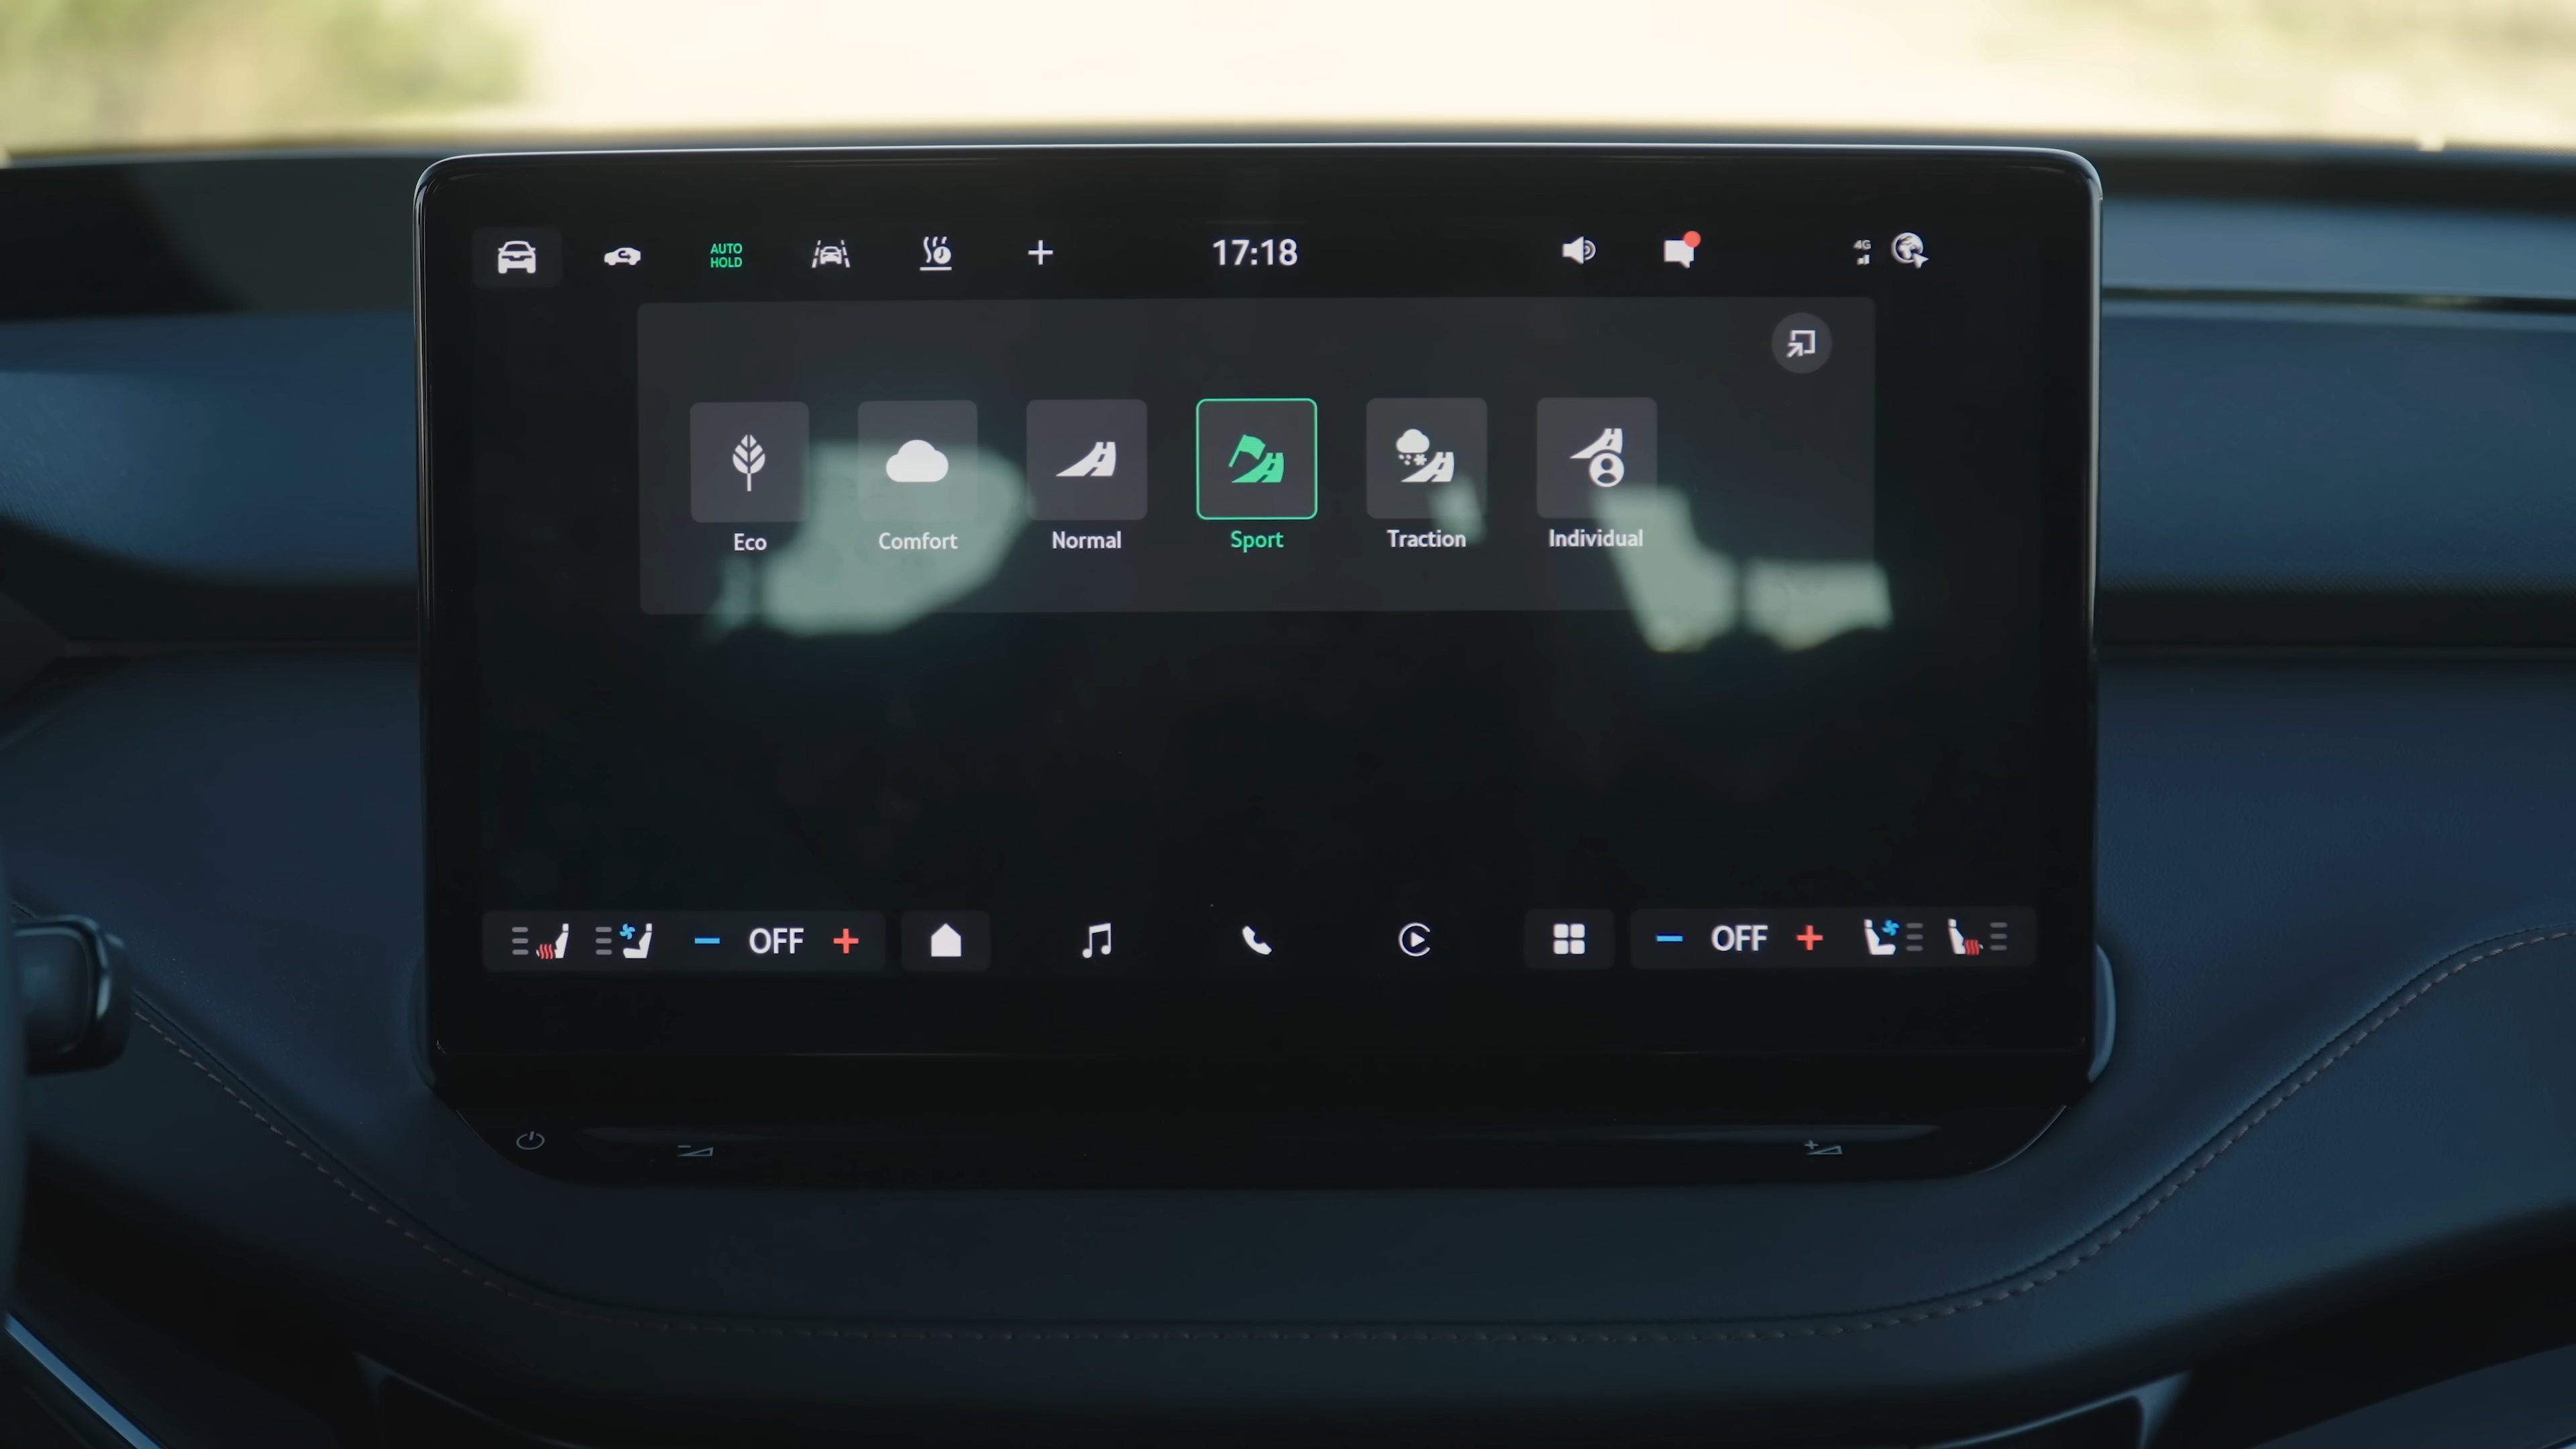 AUTO
HOLD
17:18
4G
Eco
Comfort
Normal
Sport
Traction
Individual
OFF
OFF